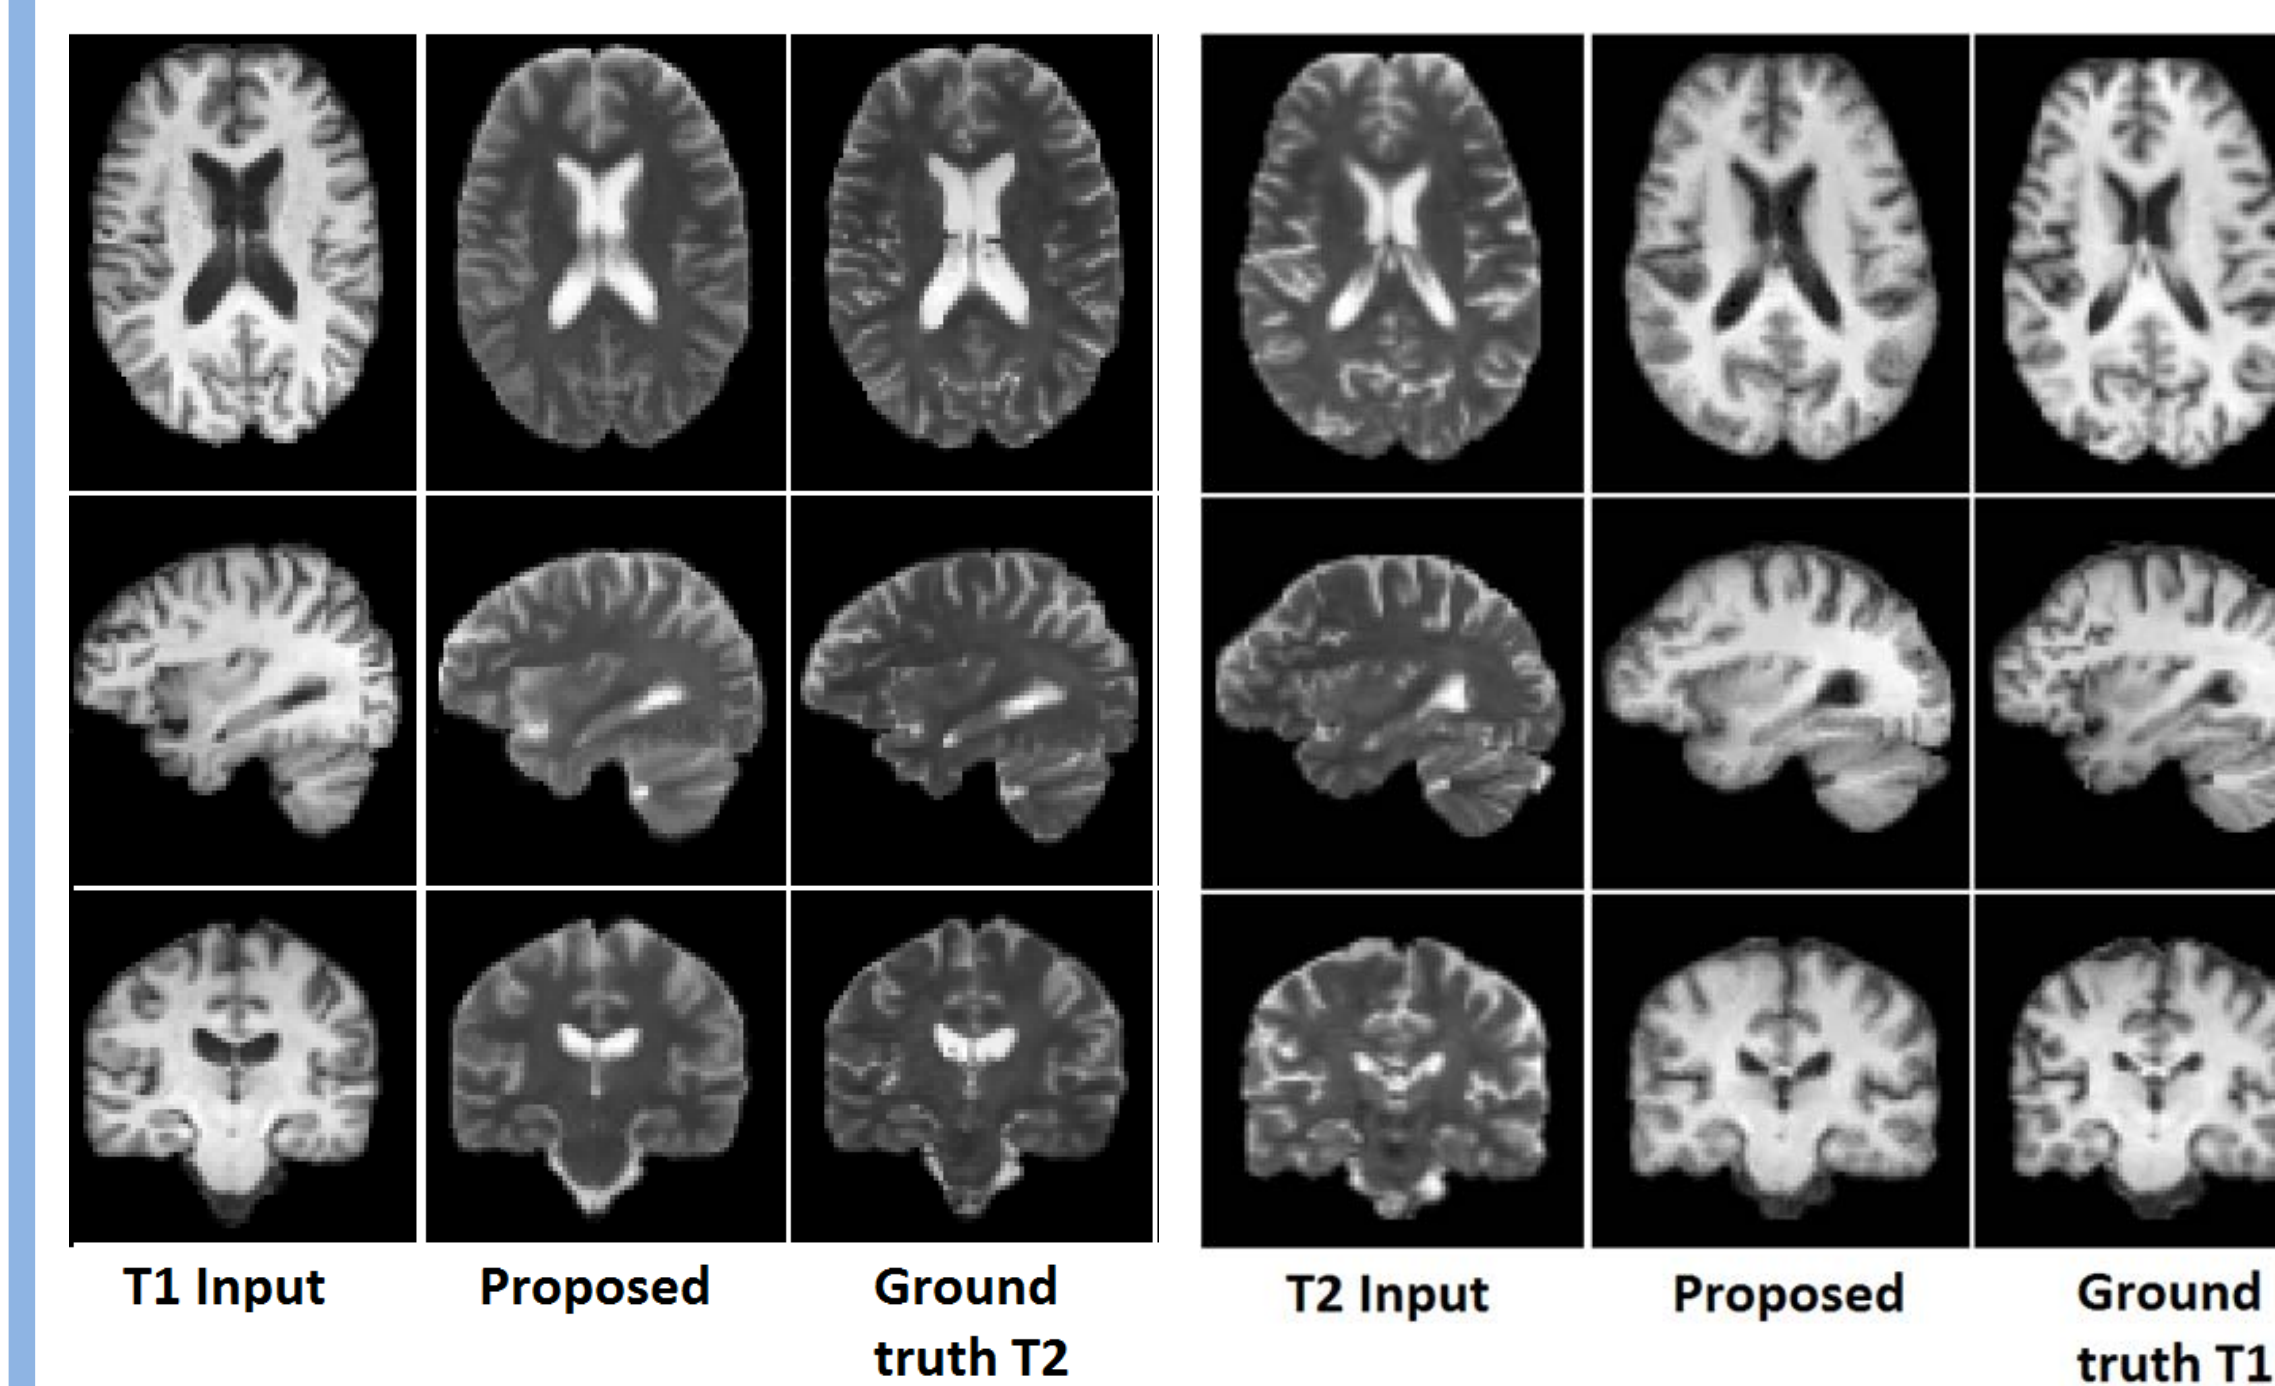 T1 Input
Proposed
Ground
truth T2
T2 Input
Proposed
Ground
truth T1